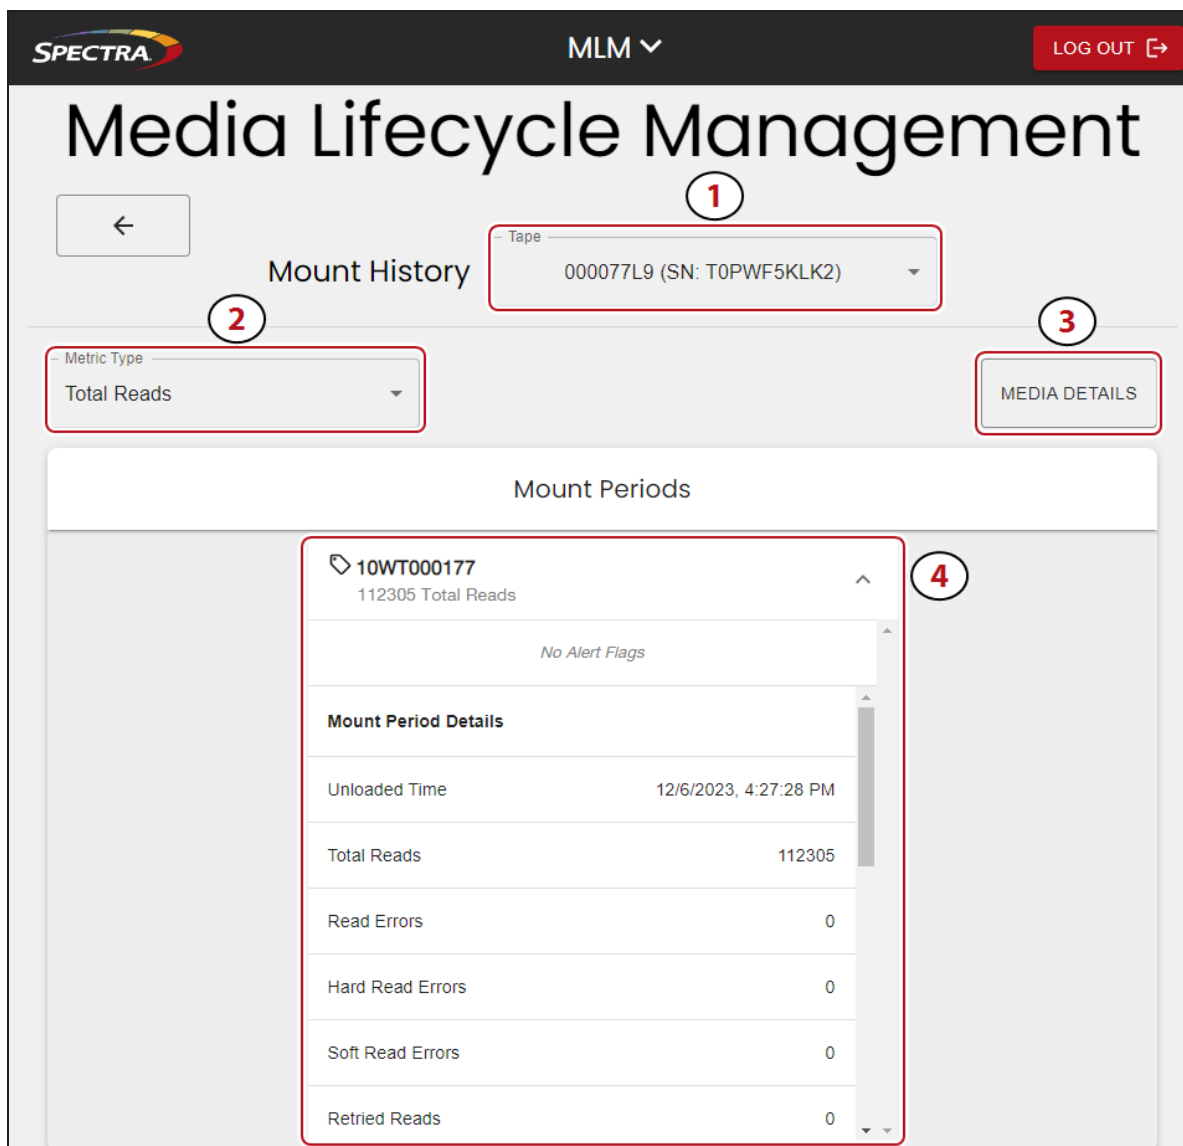 SPECTRA
MLM
LOG OUT
Media Lifecycle Management
1
Tape
Mount History
000077L9 (SN: T0PWF5KLK2)
2
3
Metric Type
Total Reads
MEDIA DETAILS
Mount Periods
10WT000177
4
112305 Total Reads
No Alert Flags
Mount Period Details
Unloaded Time 12/6/2023, 4:27:28 PM
Total Reads 112305
Read Errors 0
Hard Read Errors 0
Soft Read Errors 0
Retried Reads 0